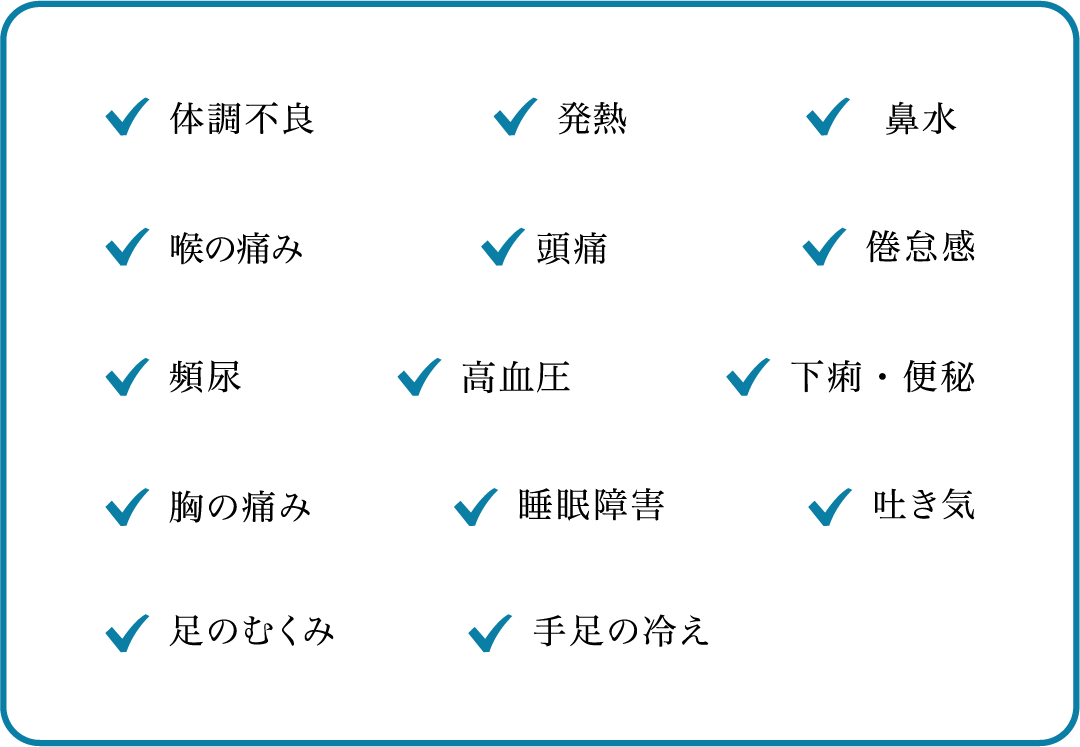 体調不良 発熱 鼻水
喉の痛み 頭痛 倦怠感
頻尿 高血圧 下痢・便秘
胸の痛み 睡眠障害 吐き気
足のむくみ 手足の冷え